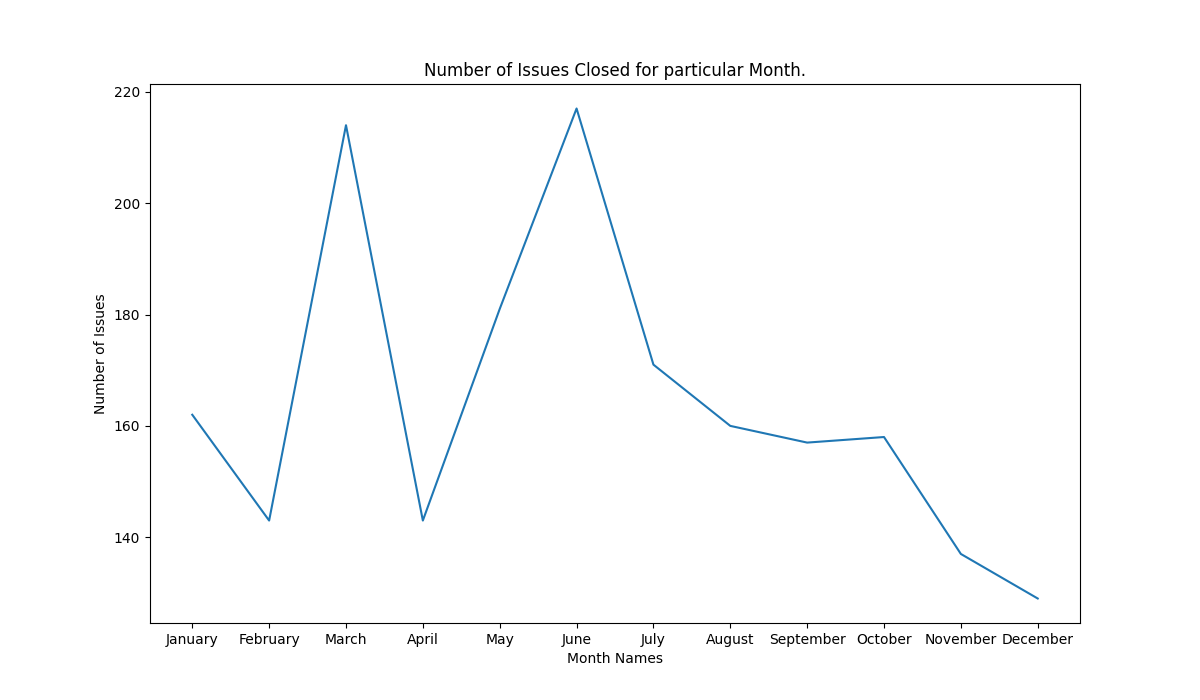 Number of Issues Closed for particular Month.
220
200
180
160
140
Number of Issues
January February March April May June July August September October November December
Month Names